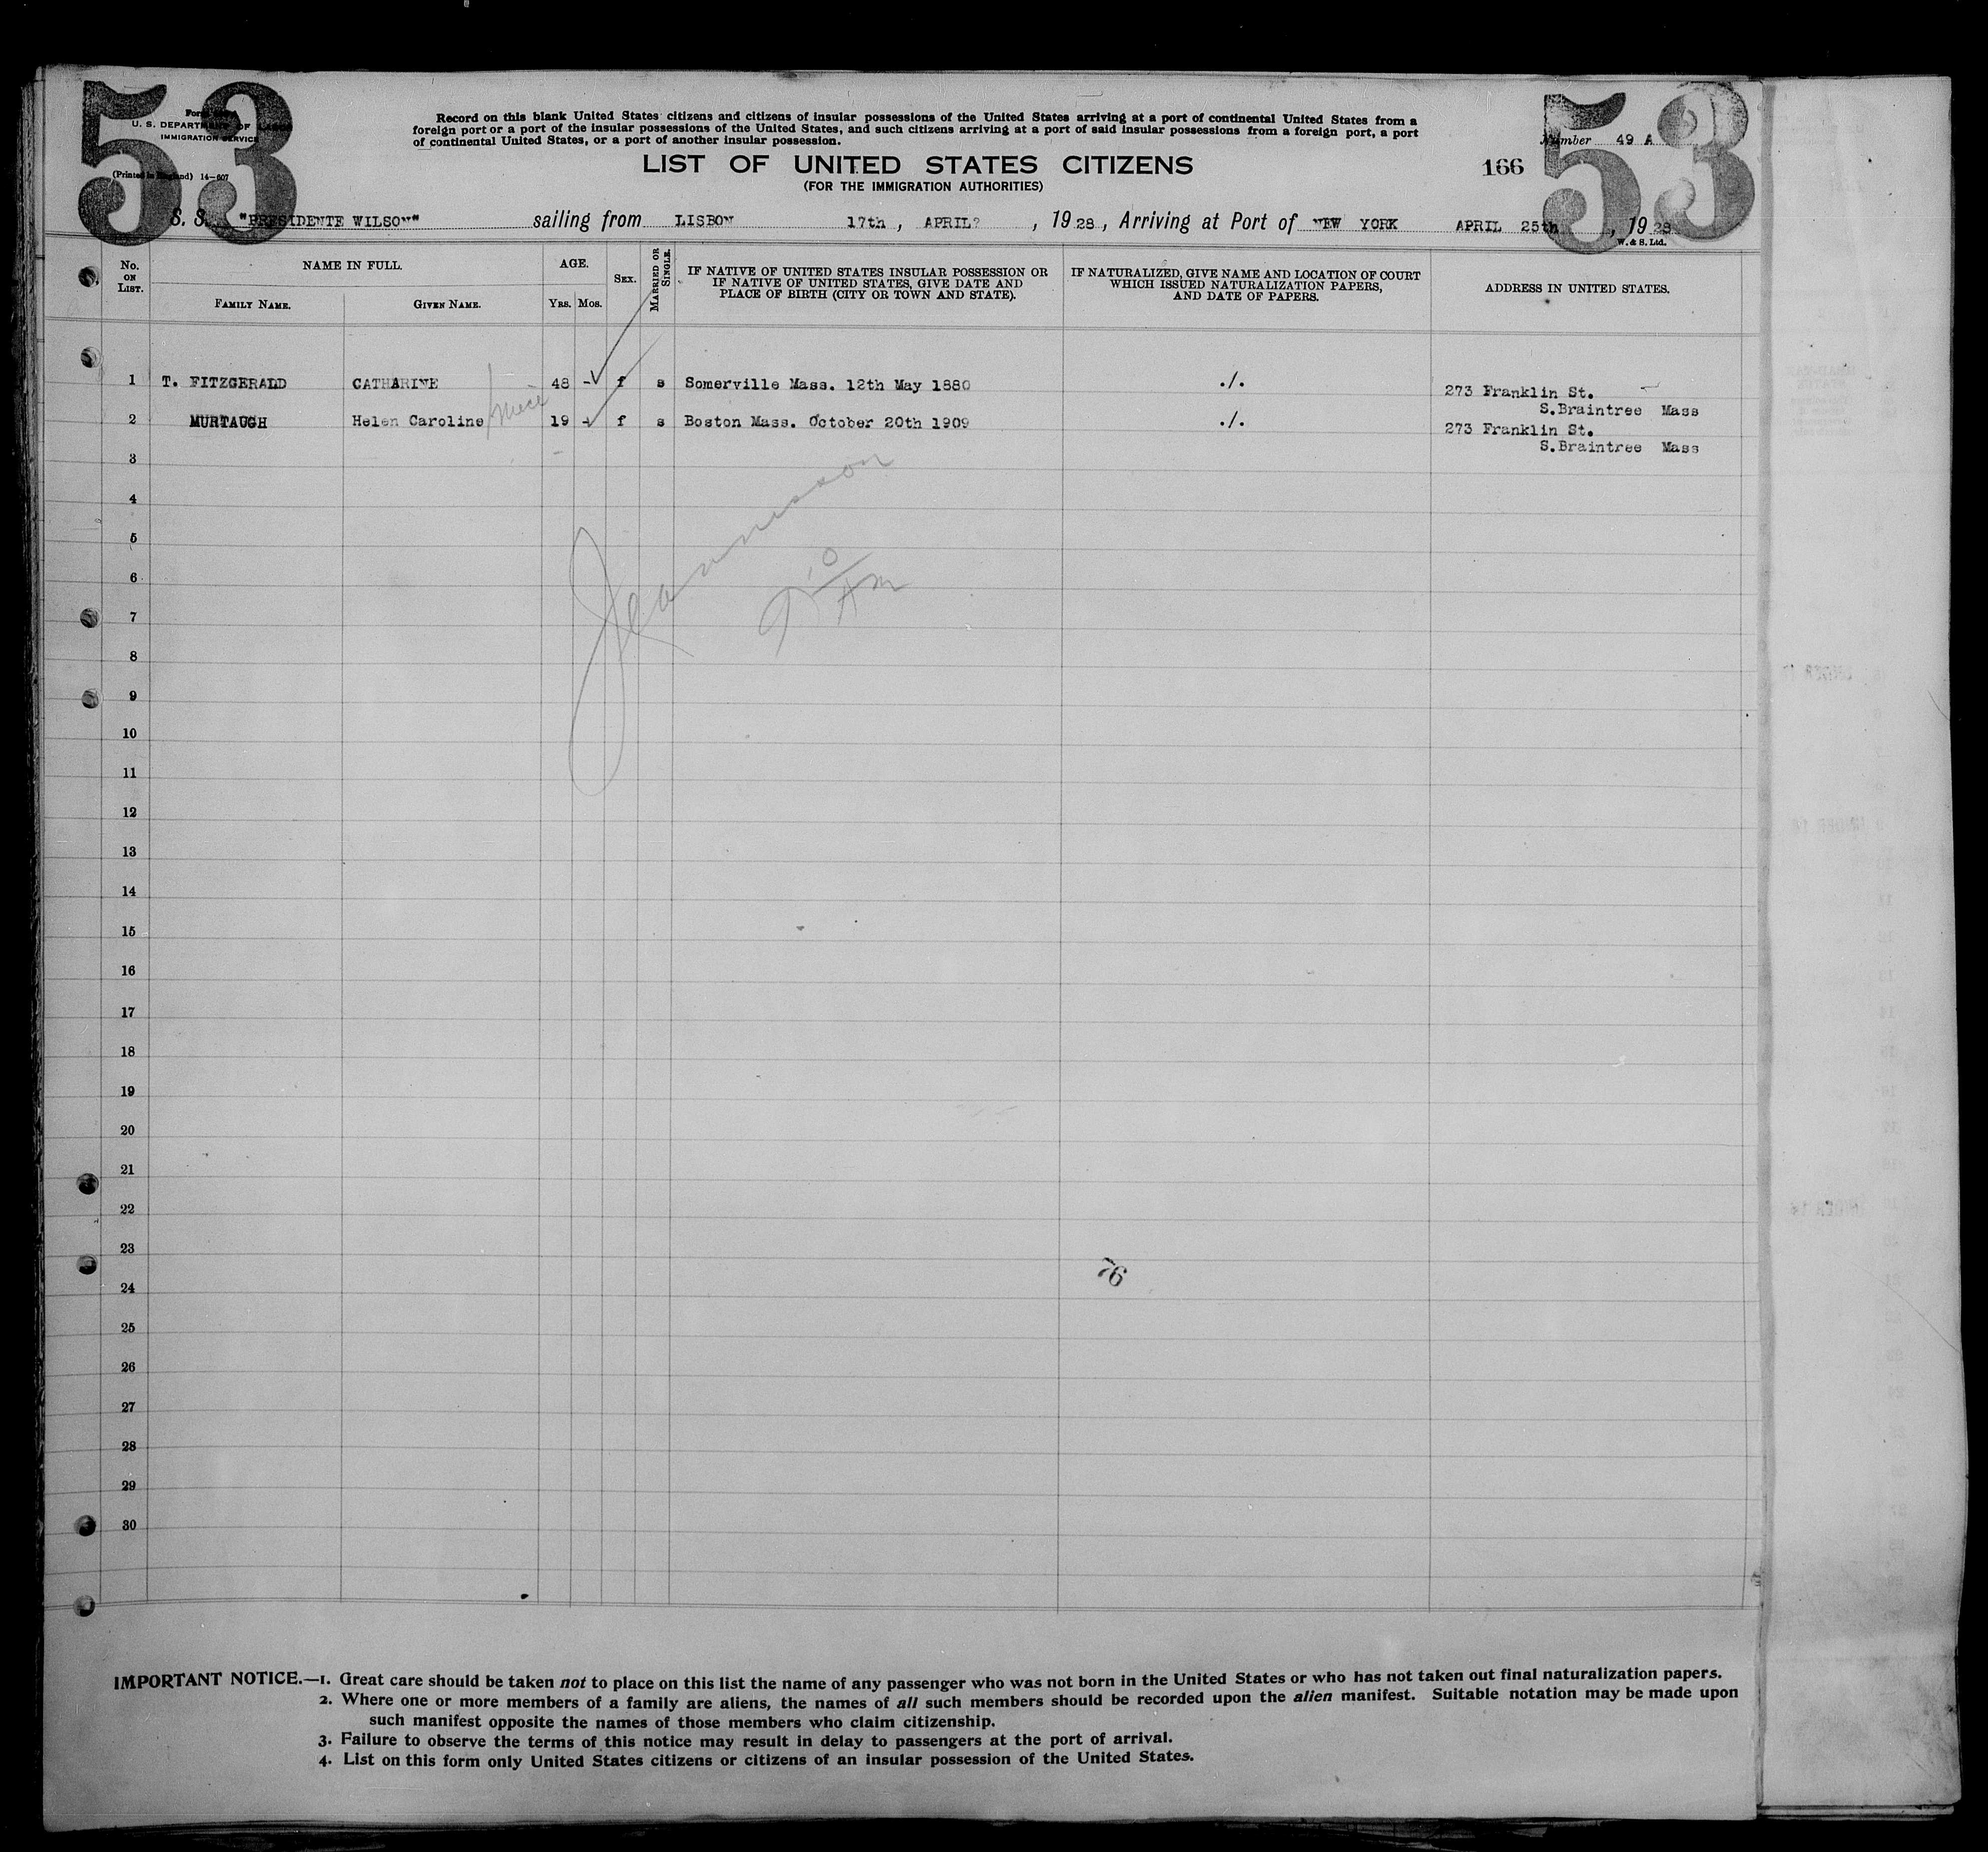 53
53
U. S. DEPARTMENT OF LABOR
IMMIGRATION SERVICE
(Printed in England) 14—607
Record on this blank United States citizens and citizens of insular possessions of the United States arriving at a port of continental United States from a
foreign port or a port of the insular possessions of the United States, and such citizens arriving at a port of said insular possessions from a foreign port, a port
of continental United States, or a port of another insular possession.
Number 49 A
LIST OF UNITED STATES CITIZENS
166
(FOR THE IMMIGRATION AUTHORITIES)
S. S. "PRESIDENTE WILSON" sailing from LISBON 17th, APRIL?, 1928, Arriving at Port of NEW YORK APRIL 25th, 1928
W. & S. Ltd.
No. ON LIST.
NAME IN FULL.
FAMILY NAME.
GIVEN NAME.
AGE.
YRS.
MOS.
SEX.
MARRIED OR SINGLE.
IF NATIVE OF UNITED STATES INSULAR POSSESSION OR
IF NATIVE OF UNITED STATES, GIVE DATE AND
PLACE OF BIRTH (CITY OR TOWN AND STATE).
IF NATURALIZED, GIVE NAME AND LOCATION OF COURT
WHICH ISSUED NATURALIZATION PAPERS,
AND DATE OF PAPERS.
ADDRESS IN UNITED STATES.
1 T. FITZGERALD CATHARINE 48 - f s Somerville Mass. 12th May 1880 ./. 273 Franklin St.
S.Braintree Mass
2 MURTAUGH Helen Caroline niece 19 - f s Boston Mass. October 20th 1909 ./. 273 Franklin St.
S.Braintree Mass
3
4
5
6
7
8
9
10
11
12
13
14
15
16
17
18
19
20
21
22
23
76
24
25
26
27
28
29
30
IMPORTANT NOTICE.—1. Great care should be taken not to place on this list the name of any passenger who was not born in the United States or who has not taken out final naturalization papers.
2. Where one or more members of a family are aliens, the names of all such members should be recorded upon the alien manifest. Suitable notation may be made upon
such manifest opposite the names of those members who claim citizenship.
3. Failure to observe the terms of this notice may result in delay to passengers at the port of arrival.
4. List on this form only United States citizens or citizens of an insular possession of the United States.